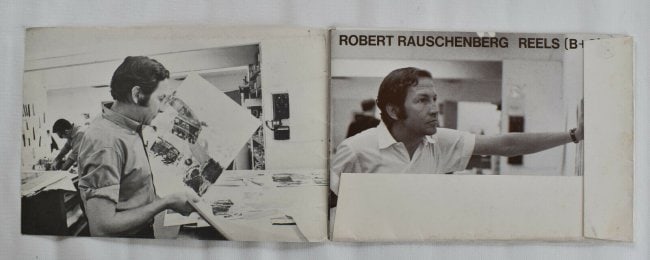 ROBERT RAUSCHENBERG REELS (B+